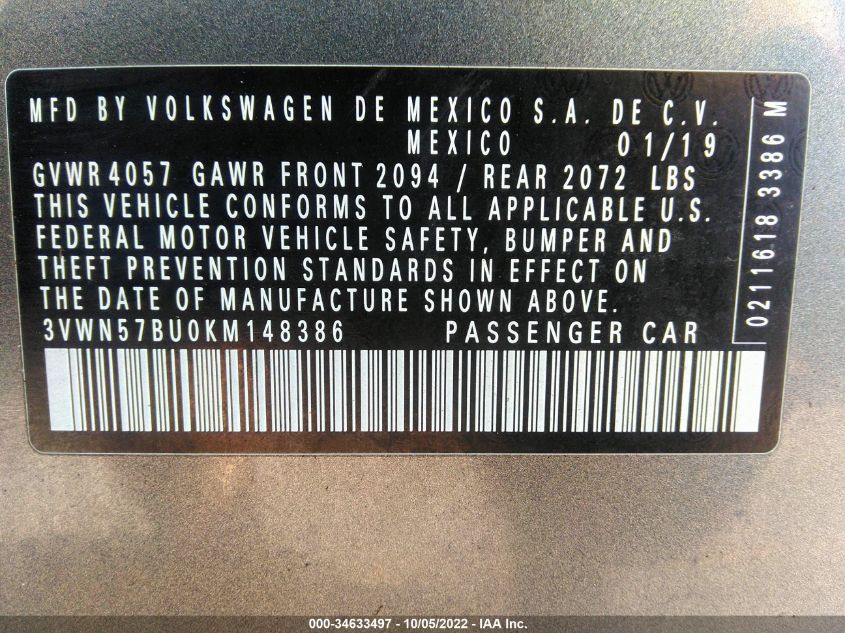 MFD BY VOLKSWAGEN DE MEXICO S.A. DE C.V.
MEXICO 01/19
GVWR 4057 GAWR FRONT 2094 / REAR 2072 LBS
THIS VEHICLE CONFORMS TO ALL APPLICABLE U.S.
FEDERAL MOTOR VEHICLE SAFETY, BUMPER AND
THEFT PREVENTION STANDARDS IN EFFECT ON
THE DATE OF MANUFACTURE SHOWN ABOVE.
3VWN57BU0KM148386 PASSENGER CAR
0211618 3386 M
000-34633497 - 10/05/2022 - IAA Inc.